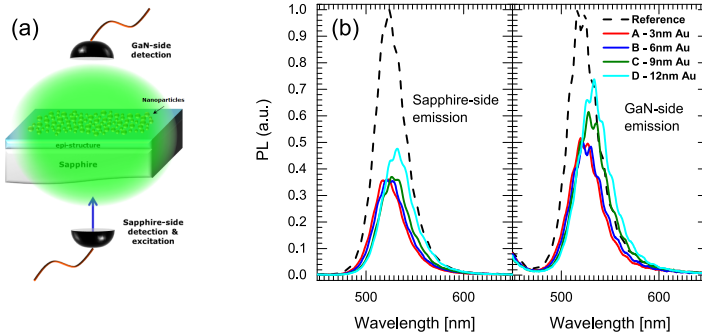 (a)
GaN-side
detection
Nanoparticles
epi-structure
Sapphire
Sapphire-side
detection &
excitation
(b)
PL (a.u.)
1.0
0.9
0.8
0.7
0.6
0.5
0.4
0.3
0.2
0.1
0.0
Sapphire-side
emission
500 600
Wavelength [nm]
Reference
A - 3nm Au
B - 6nm Au
C - 9nm Au
D - 12nm Au
GaN-side
emission
500 600
Wavelength [nm]